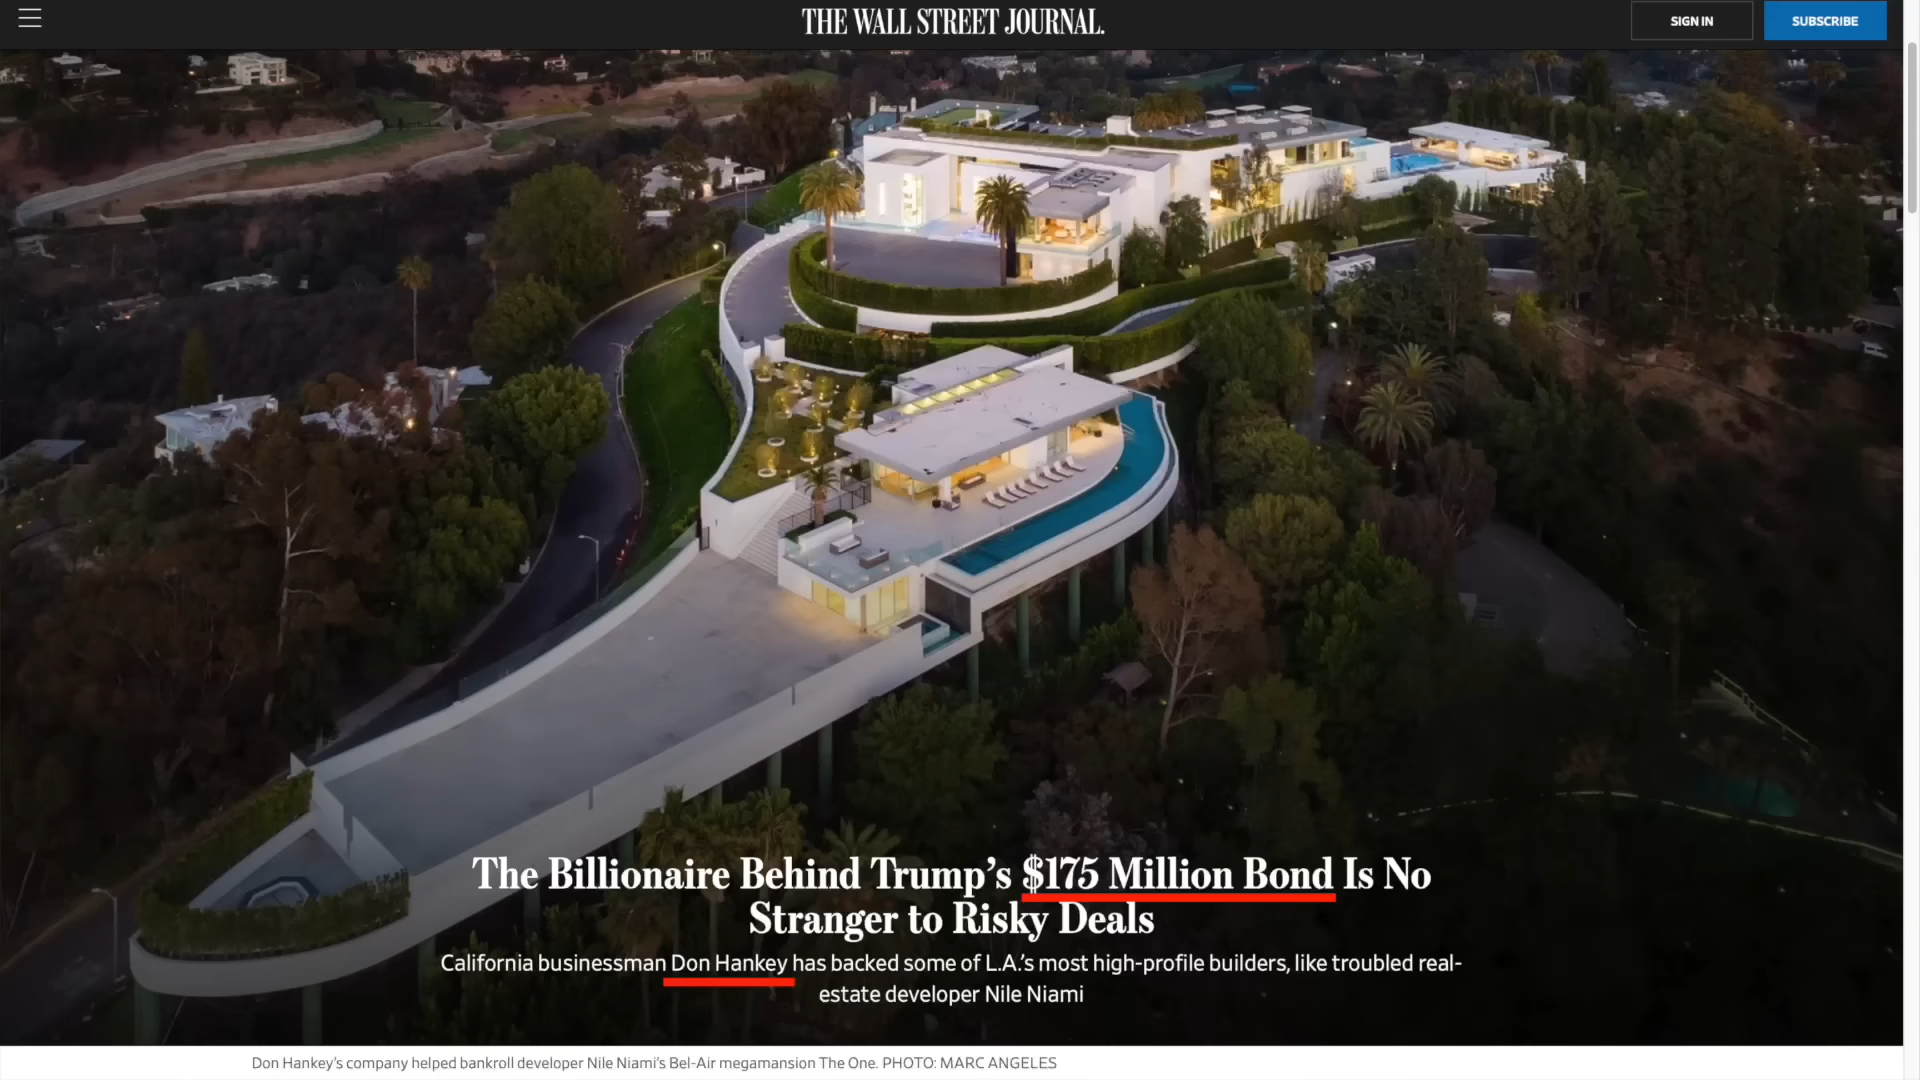 THE WALL STREET JOURNAL.
SIGN IN
SUBSCRIBE
The Billionaire Behind Trump's $175 Million Bond Is No
Stranger to Risky Deals
California businessman Don Hankey has backed some of L.A.'s most high-profile builders, like troubled real-
estate developer Nile Niami
Don Hankey's company helped bankroll developer Nile Niami's Bel-Air megamansion The One. PHOTO: MARC ANGELES